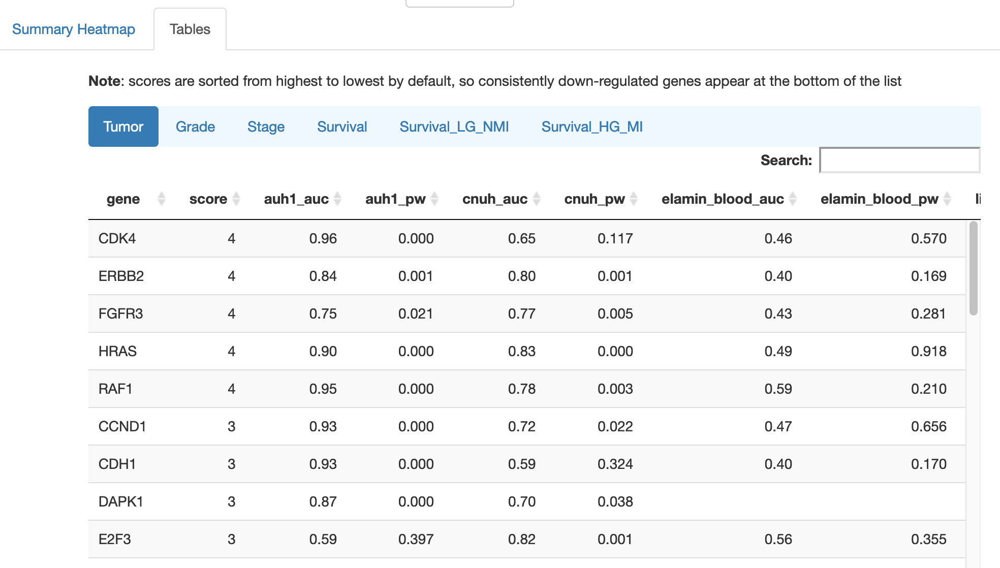 Summary Heatmap Tables
Note: scores are sorted from highest to lowest by default, so consistently down-regulated genes appear at the bottom of the list
Tumor Grade Stage Survival Survival_LG_NMI Survival_HG_MI
Search:
gene score auh1_auc auh1_pw cnuh_auc cnuh_pw elamin_blood_auc elamin_blood_pw
CDK4 4 0.96 0.000 0.65 0.117 0.46 0.570
ERBB2 4 0.84 0.001 0.80 0.001 0.40 0.169
FGFR3 4 0.75 0.021 0.77 0.005 0.43 0.281
HRAS 4 0.90 0.000 0.83 0.000 0.49 0.918
RAF1 4 0.95 0.000 0.78 0.003 0.59 0.210
CCND1 3 0.93 0.000 0.72 0.022 0.47 0.656
CDH1 3 0.93 0.000 0.59 0.324 0.40 0.170
DAPK1 3 0.87 0.000 0.70 0.038
E2F3 3 0.59 0.397 0.82 0.001 0.56 0.355